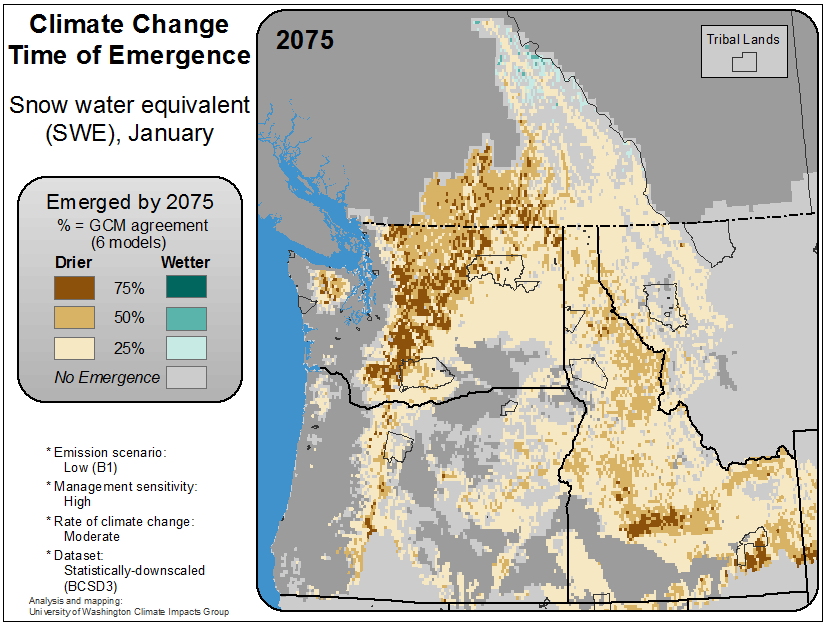 Climate Change
Time of Emergence
Snow water equivalent
(SWE), January
Emerged by 2075
% = GCM agreement
(6 models)
Drier Wetter
75%
50%
25%
No Emergence
* Emission scenario:
Low (B1)
* Management sensitivity:
High
* Rate of climate change:
Moderate
* Dataset:
Statistically-downscaled
(BCSD3)
Analysis and mapping:
University of Washington Climate Impacts Group
2075
Tribal Lands